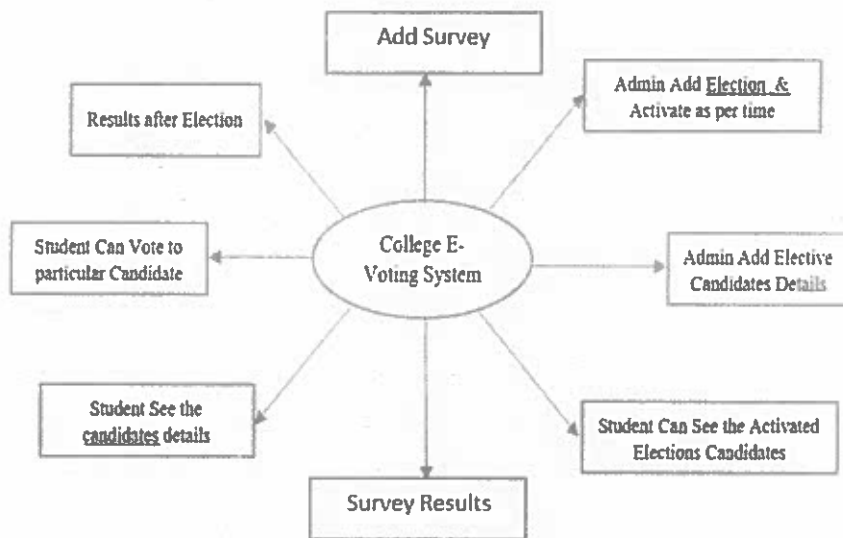 Add Survey
Admin Add Election &
Activate as per time
Results after Election
Student Can Vote to
particular Candidate
College E-
Voting System
Admin Add Elective
Candidates Details
Student See the
candidates details
Student Can See the Activated
Elections Candidates
Survey Results